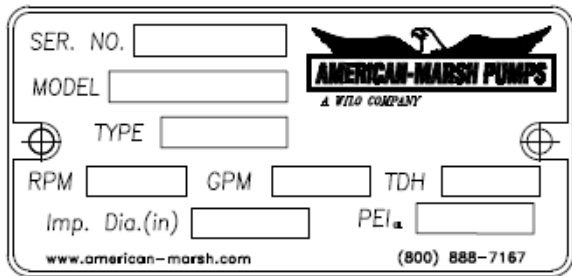 SER. NO.
AMERICAN-MARSH PUMPS
MODEL
A WILO COMPANY
TYPE
RPM GPM TDH
Imp. Dia.(in) PEIcl
www.american-marsh.com (800) 888-7167